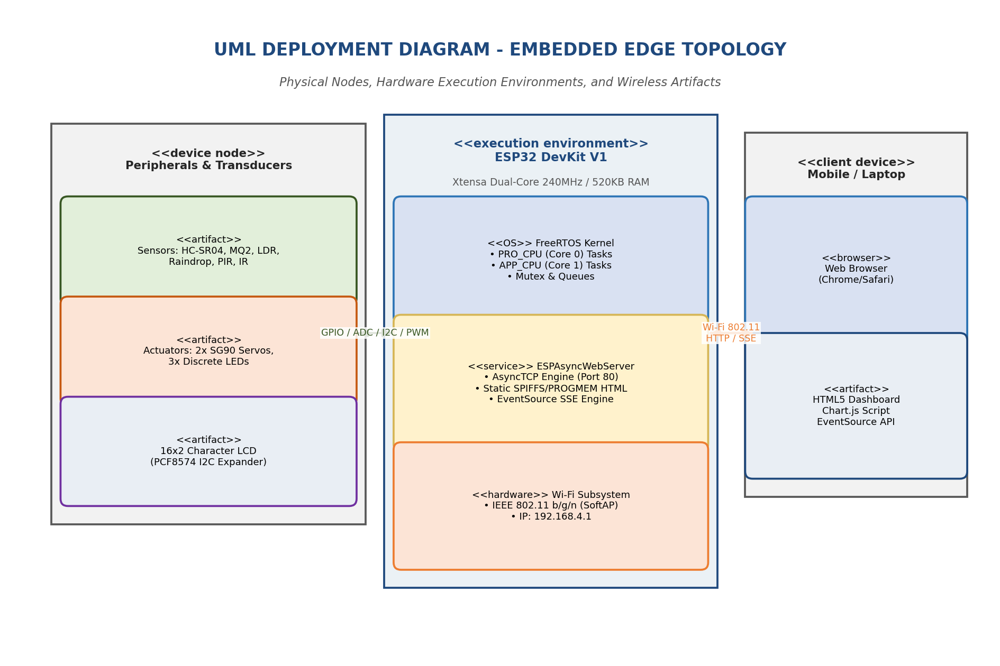 UML DEPLOYMENT DIAGRAM - EMBEDDED EDGE TOPOLOGY
Physical Nodes, Hardware Execution Environments, and Wireless Artifacts
<<device node>>
Peripherals & Transducers
<<artifact>>
Sensors: HC-SR04, MQ2, LDR,
Raindrop, PIR, IR
<<artifact>>
Actuators: 2x SG90 Servos,
3x Discrete LEDs
<<artifact>>
16x2 Character LCD
(PCF8574 I2C Expander)
GPIO / ADC / I2C / PWM
<<execution environment>>
ESP32 DevKit V1
Xtensa Dual-Core 240MHz / 520KB RAM
<<OS>> FreeRTOS Kernel
• PRO_CPU (Core 0) Tasks
• APP_CPU (Core 1) Tasks
• Mutex & Queues
<<service>> ESPAsyncWebServer
• AsyncTCP Engine (Port 80)
• Static SPIFFS/PROGMEM HTML
• EventSource SSE Engine
<<hardware>> Wi-Fi Subsystem
• IEEE 802.11 b/g/n (SoftAP)
• IP: 192.168.4.1
Wi-Fi 802.11
HTTP / SSE
<<client device>>
Mobile / Laptop
<<browser>>
Web Browser
(Chrome/Safari)
<<artifact>>
HTML5 Dashboard
Chart.js Script
EventSource API